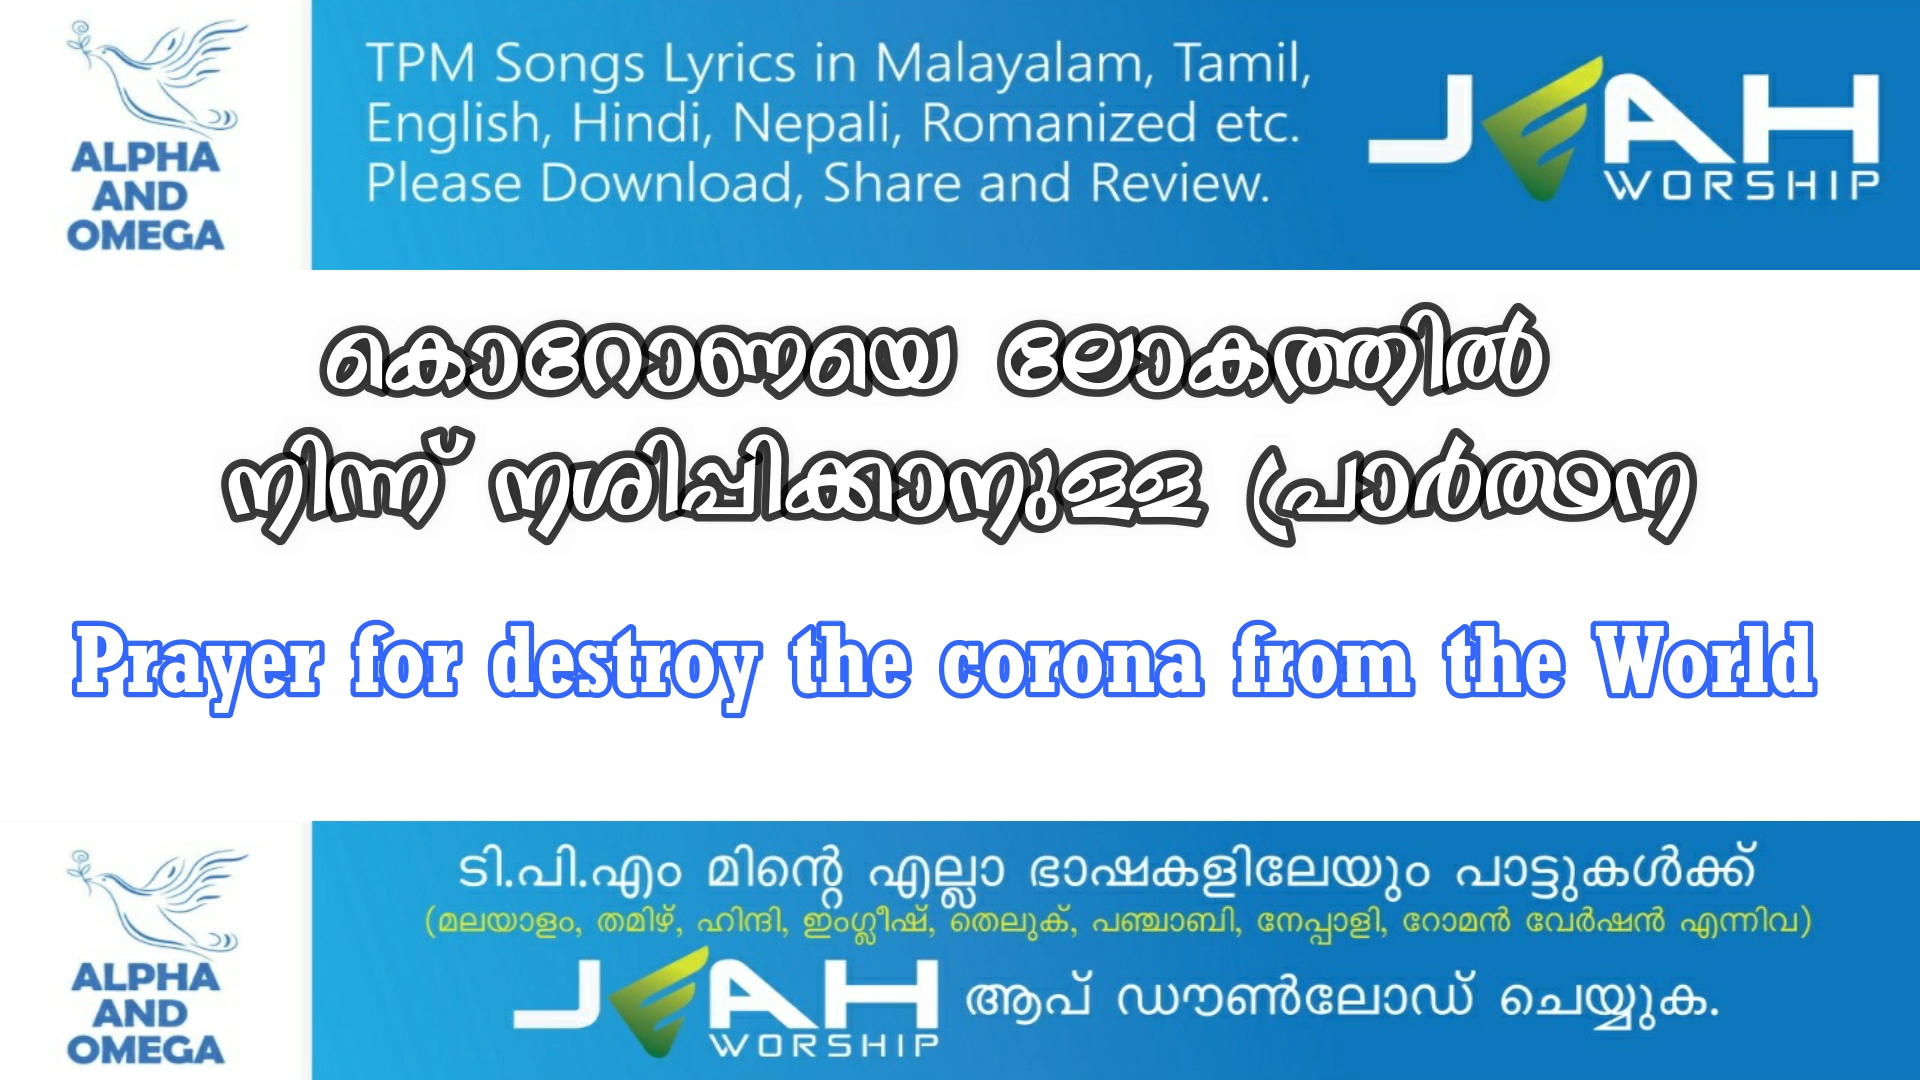 ALPHA
AND
OMEGA
TPM Songs Lyrics in Malayalam, Tamil,
English, Hindi, Nepali, Romanized etc.
Please Download, Share and Review.
JEAH
WORSHIP
കൊറോണയെ ലോകത്തിൽ
നിന്ന് നശിപ്പിക്കാനുള്ള പ്രാർത്ഥന
Prayer for destroy the corona from the World
ALPHA
AND
OMEGA
ടി.പി.എം മിന്റെ എല്ലാ ഭാഷകളിലേയും പാട്ടുകൾക്ക്
(മലയാളം, തമിഴ്, ഹിന്ദി, ഇംഗ്ലീഷ്, തെലുക്, പഞ്ചാബി, നേപ്പാളി, റോമൻ വേർഷൻ എന്നിവ)
JEAH
WORSHIP
ആപ് ഡൗൺലോഡ് ചെയ്യുക.